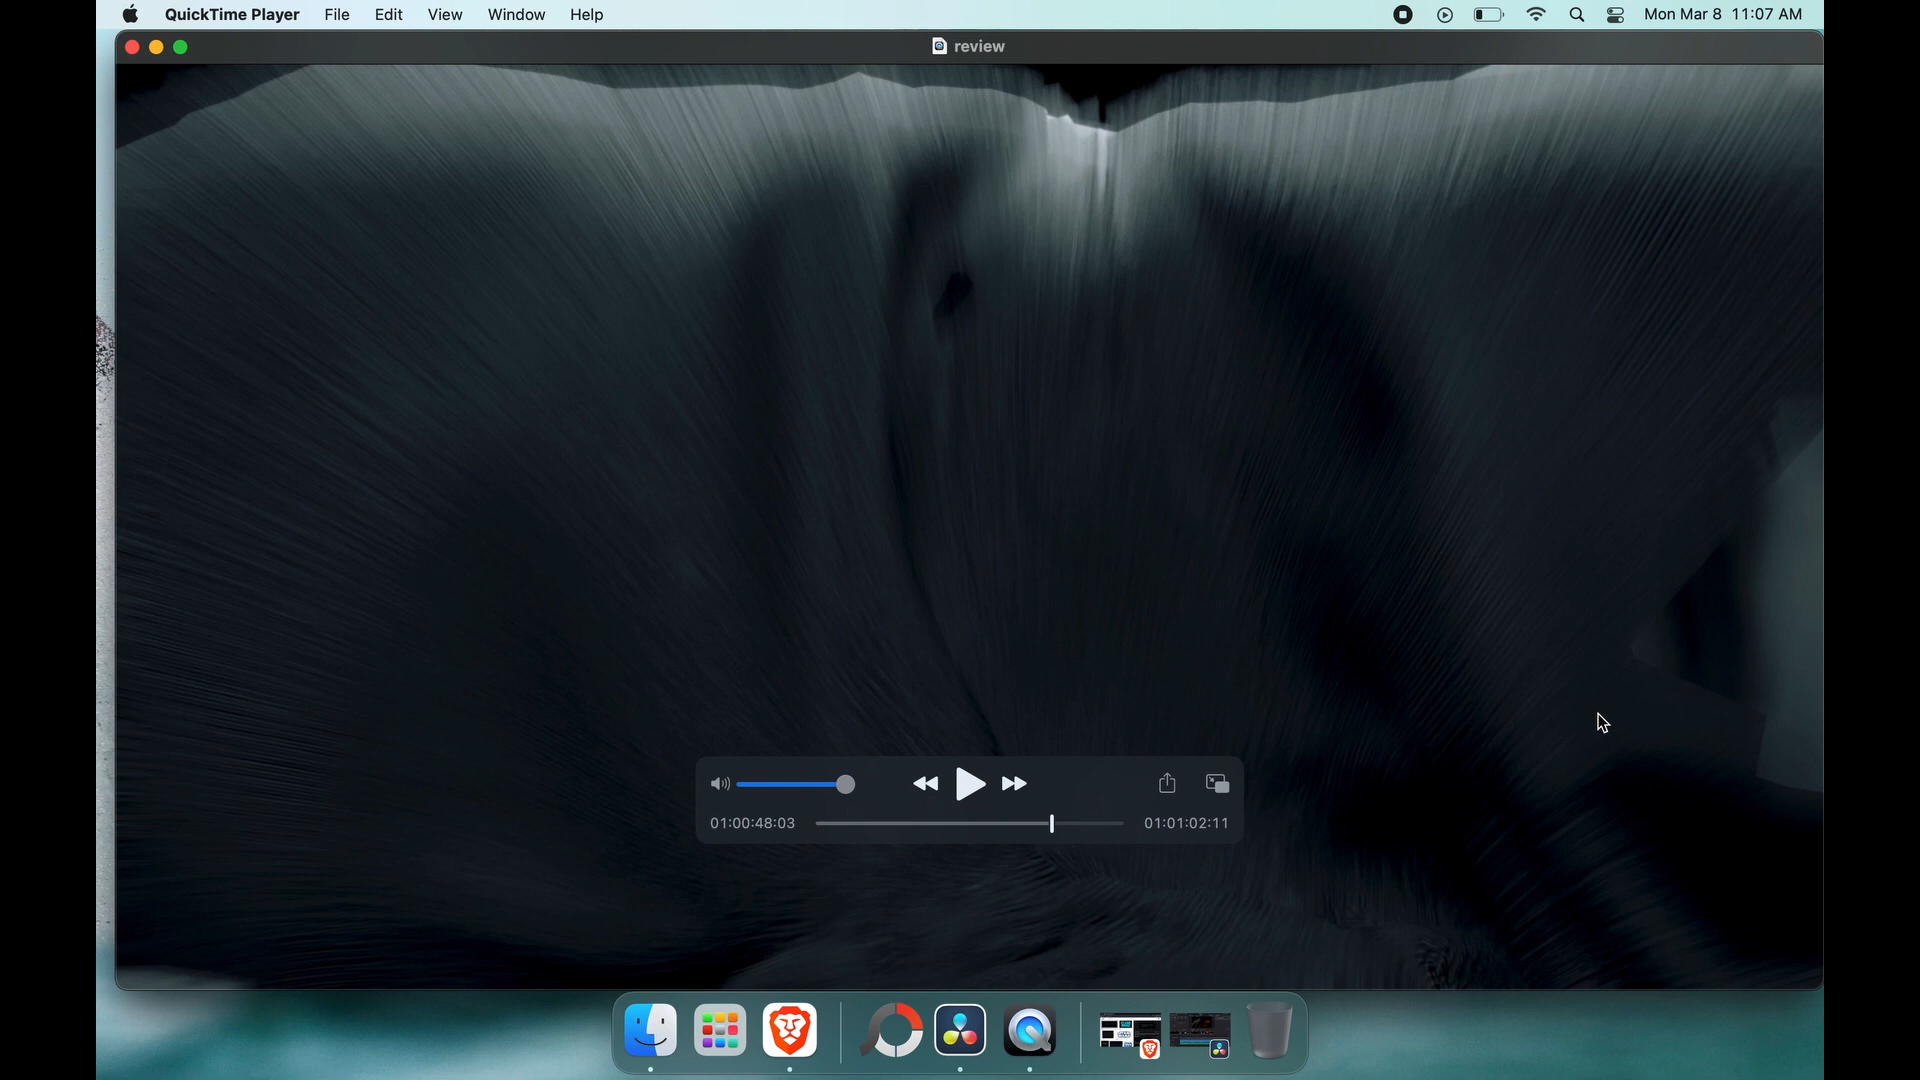 QuickTime Player File Edit View Window Help Mon Mar 8 11:07 AM
review
01:00:48:03 01:01:02:11